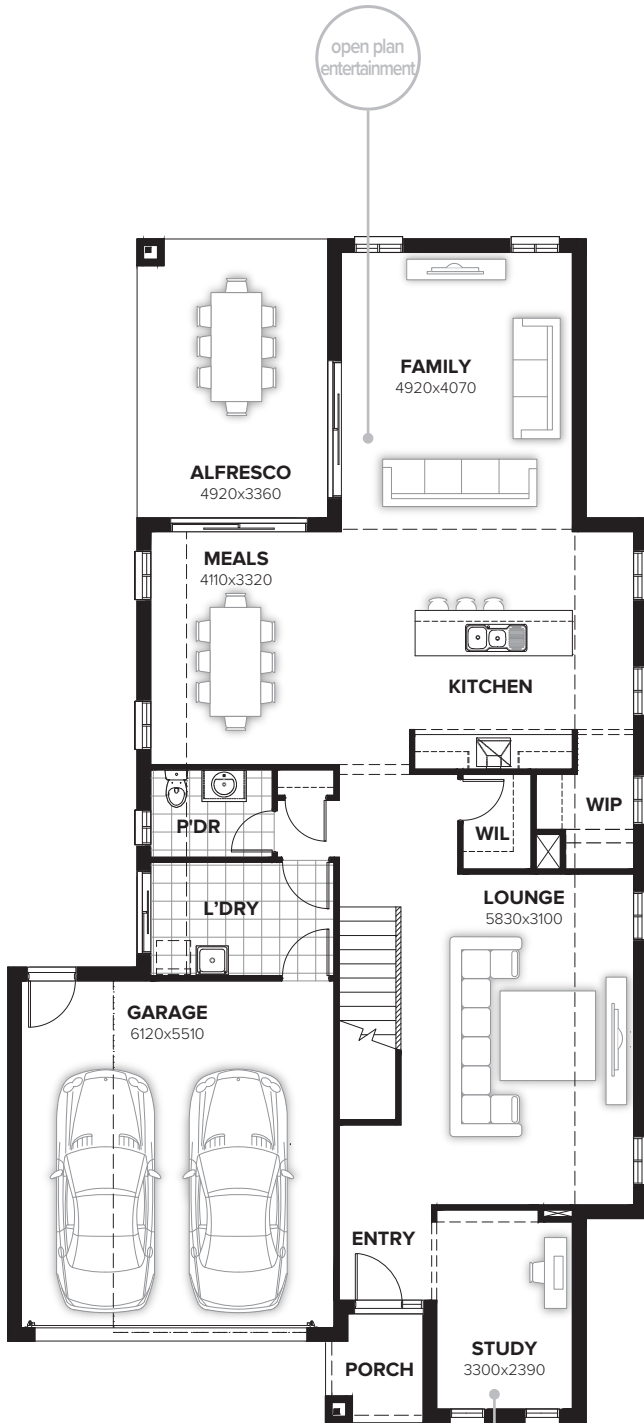 open plan
entertainment
FAMILY
4920x4070
ALFRESCO
4920x3360
MEALS
4110x3320
KITCHEN
P'DR
WIL
WIP
L’DRY
LOUNGE
5830x3100
GARAGE
6120x5510
ENTRY
PORCH
STUDY
3300x2390